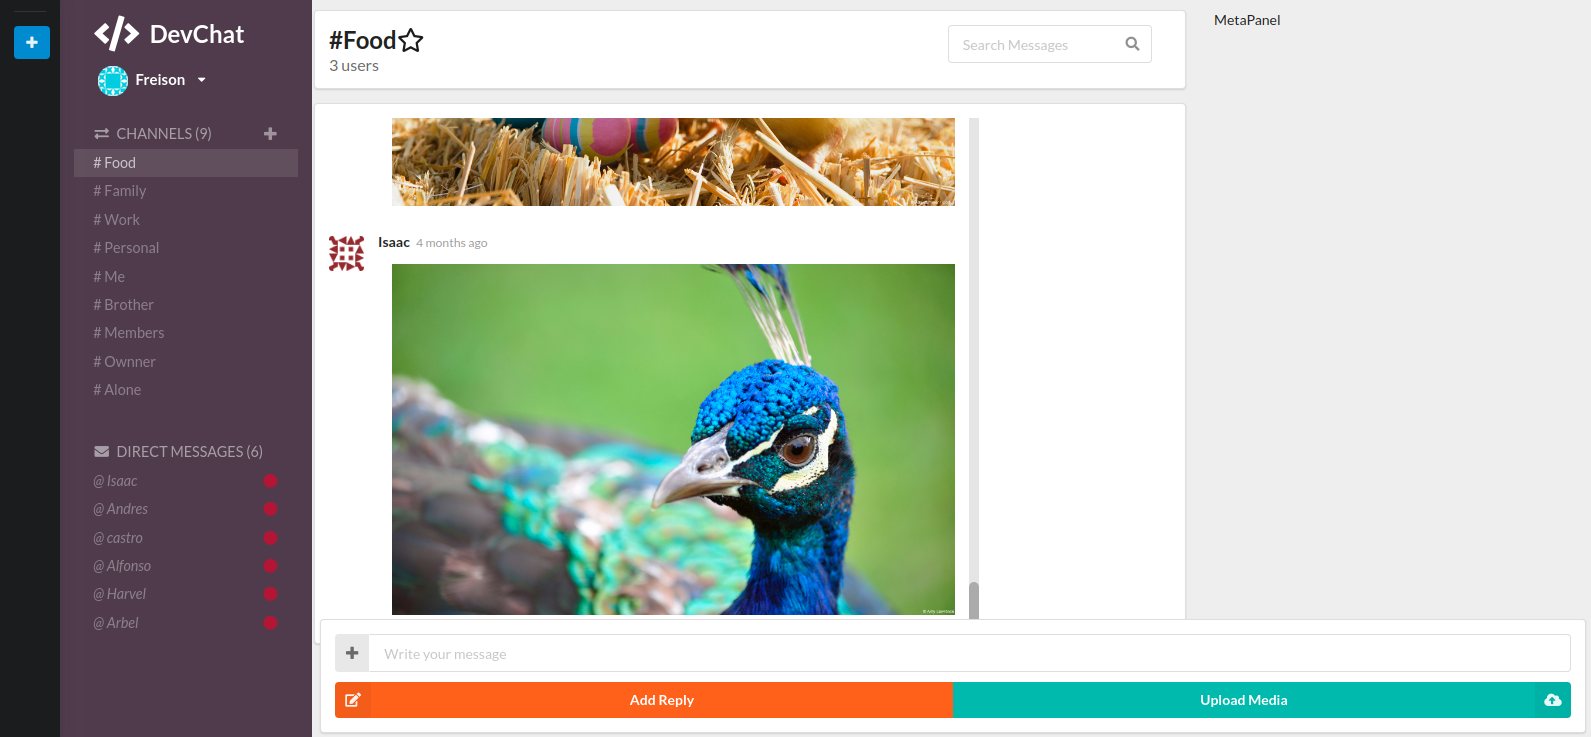 DevChat
Freison
CHANNELS (9)
# Food
# Family
# Work
# Personal
# Me
# Brother
# Members
# Ownner
# Alone
DIRECT MESSAGES (6)
@ Isaac
@ Andres
@ castro
@ Alfonso
@ Harvel
@ Arbel
#Food
3 users
Search Messages
Isaac 4 months ago
Write your message
Add Reply
Upload Media
MetaPanel